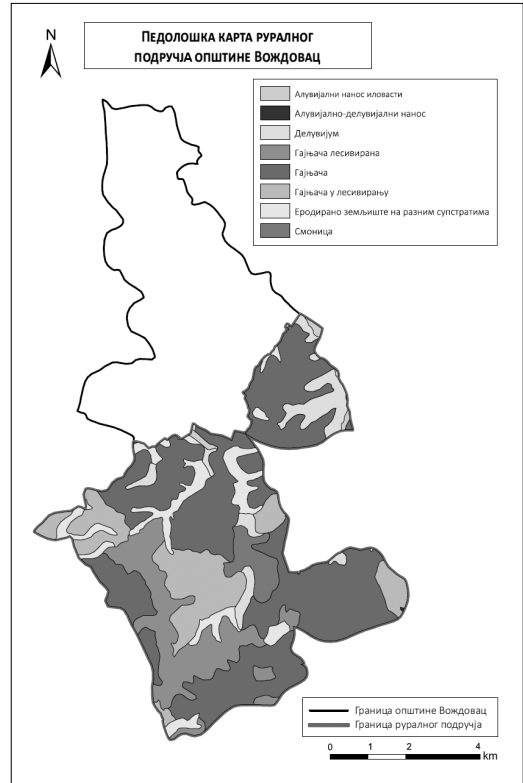 N
ПЕДОЛОШКА КАРТА РУРАЛНОГ
ПОДРУЧЈА ОПШТИНЕ ВОЖДОВАЦ
Алувијални нанос иловасти
Алувијално-делувијални нанос
Делувијум
Гајњача лесивирана
Гајњача
Гајњача у лесивирању
Еродирано земљиште на разним супстратима
Смоница
Граница општине Вождовац
Граница руралног подручја
0 1 2 4
km